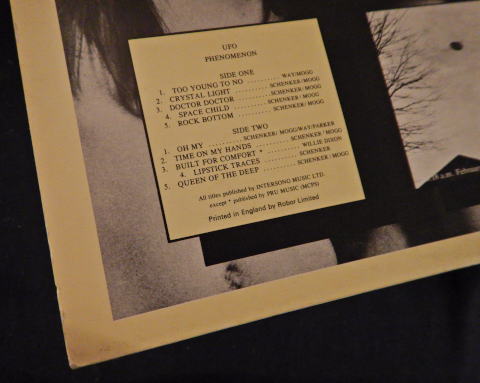 UFO
PHENOMENON
SIDE ONE
1. TOO YOUNG TO NO .......... WAY/MOGG
2. CRYSTAL LIGHT .............. SCHENKER/MOGG
3. DOCTOR DOCTOR .............. SCHENKER/MOGG
4. SPACE CHILD .............. SCHENKER/MOGG
5. ROCK BOTTOM .............. SCHENKER/MOGG
SIDE TWO
1. OH MY .......... SCHENKER/MOGG/WAY/PARKER
2. TIME ON MY HANDS .......... SCHENKER/MOGG
3. BUILT FOR COMFORT * .......... WILLIE DIXON
4. LIPSTICK TRACES .......... SCHENKER
5. QUEEN OF THE DEEP .......... SCHENKER/MOGG
All titles published by INTERSONG MUSIC LTD.
except * published by PRU MUSIC (MCPS)
Printed in England by Robor Limited
a.m. Februar